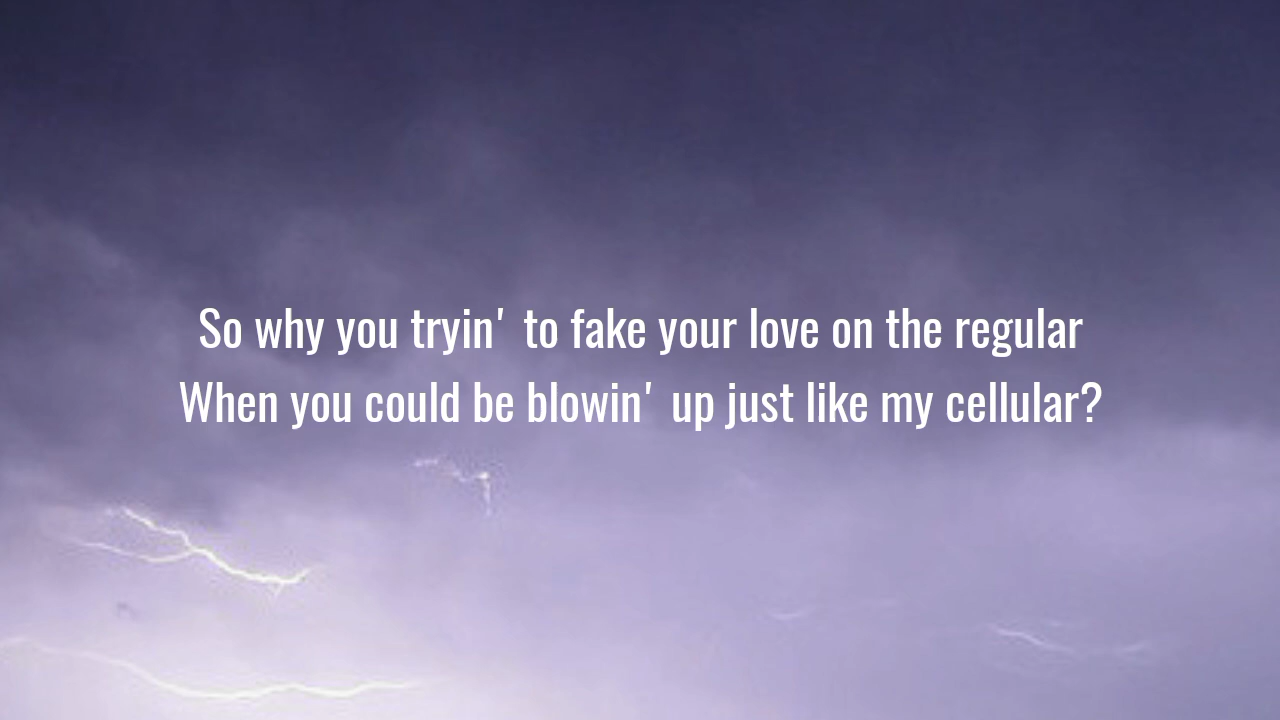 So why you tryin' to fake your love on the regular
When you could be blowin' up just like my cellular?